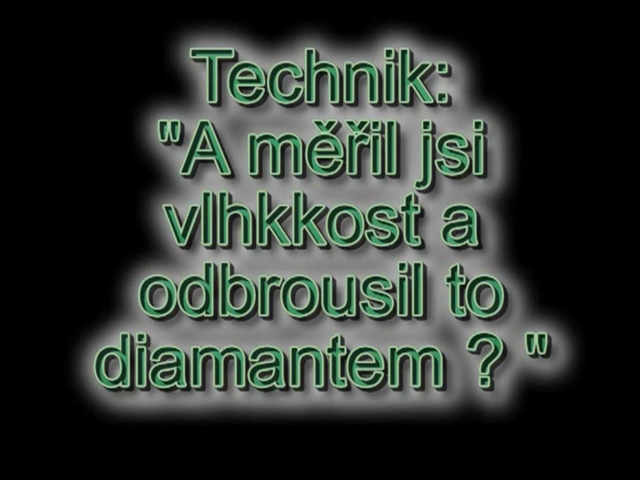 Technik:
"A měřil jsi
vlhkkost a
odbrousil to
diamantem ? "